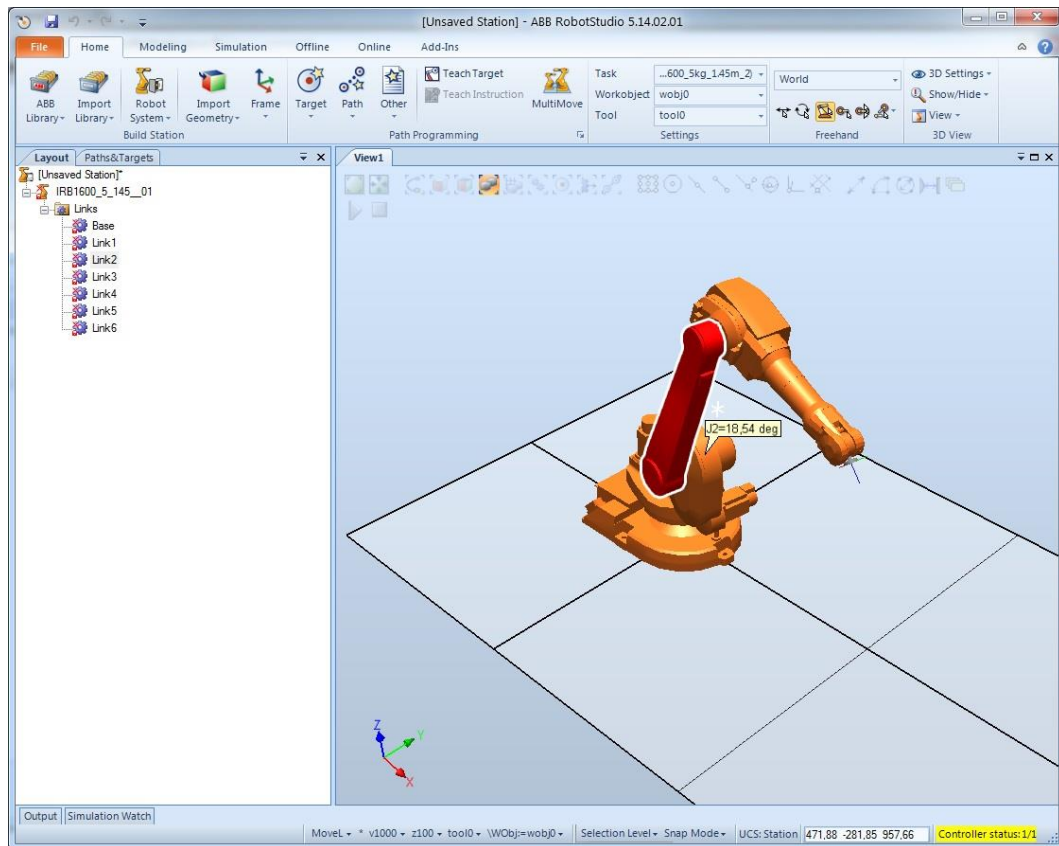 [Unsaved Station] - ABB RobotStudio 5.14.02.01
File Home Modeling Simulation Offline Online Add-Ins
ABB Library
Import Library
Robot System
Import Geometry
Frame
Build Station
Target
Path
Other
Teach Target
Teach Instruction
MultiMove
Path Programming
Task ...600_5kg_1.45m_2)
Workobject wobj0
Tool tool0
Settings
World
Freehand
3D Settings
Show/Hide
View
3D View
Layout Paths&Targets
View1
[Unsaved Station]*
IRB1600_5_145__01
Links
Base
Link1
Link2
Link3
Link4
Link5
Link6
J2=18,54 deg
Z
Y
X
Output Simulation Watch
MoveL * v1000 z100 tool0 \WObj:=wobj0 Selection Level Snap Mode UCS: Station 471,88 -281,85 957,66 Controller status: 1/1